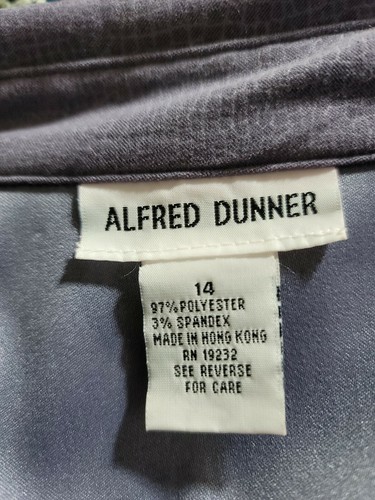 ALFRED DUNNER
14
97% POLYESTER
3% SPANDEX
MADE IN HONG KONG
RN 19232
SEE REVERSE
FOR CARE